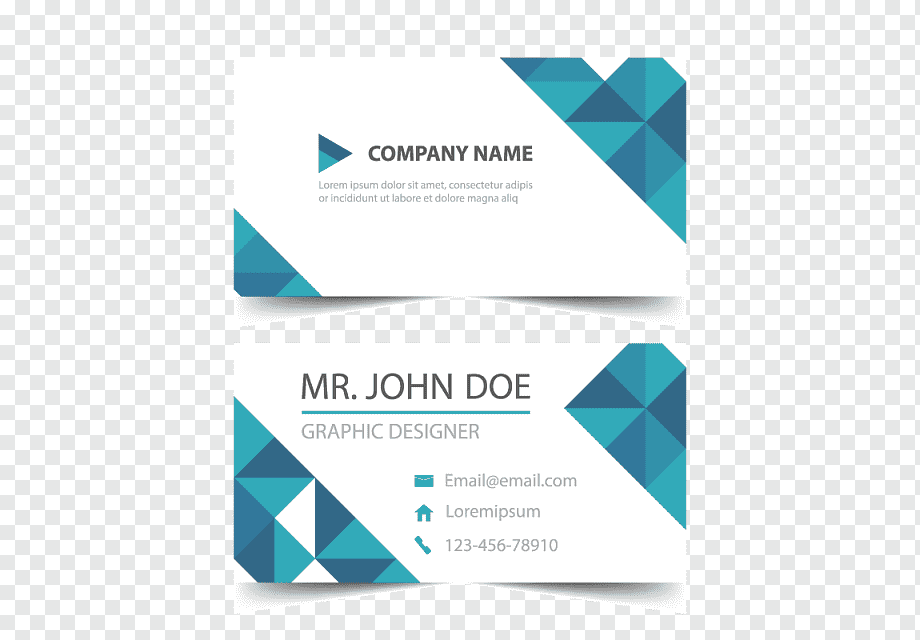 COMPANY NAME
Lorem ipsum dolor sit amet, consectetur adipis
or incididunt ut labore et dolore magna aliq
MR. JOHN DOE
GRAPHIC DESIGNER
Email@email.com
Loremipsum
123-456-78910